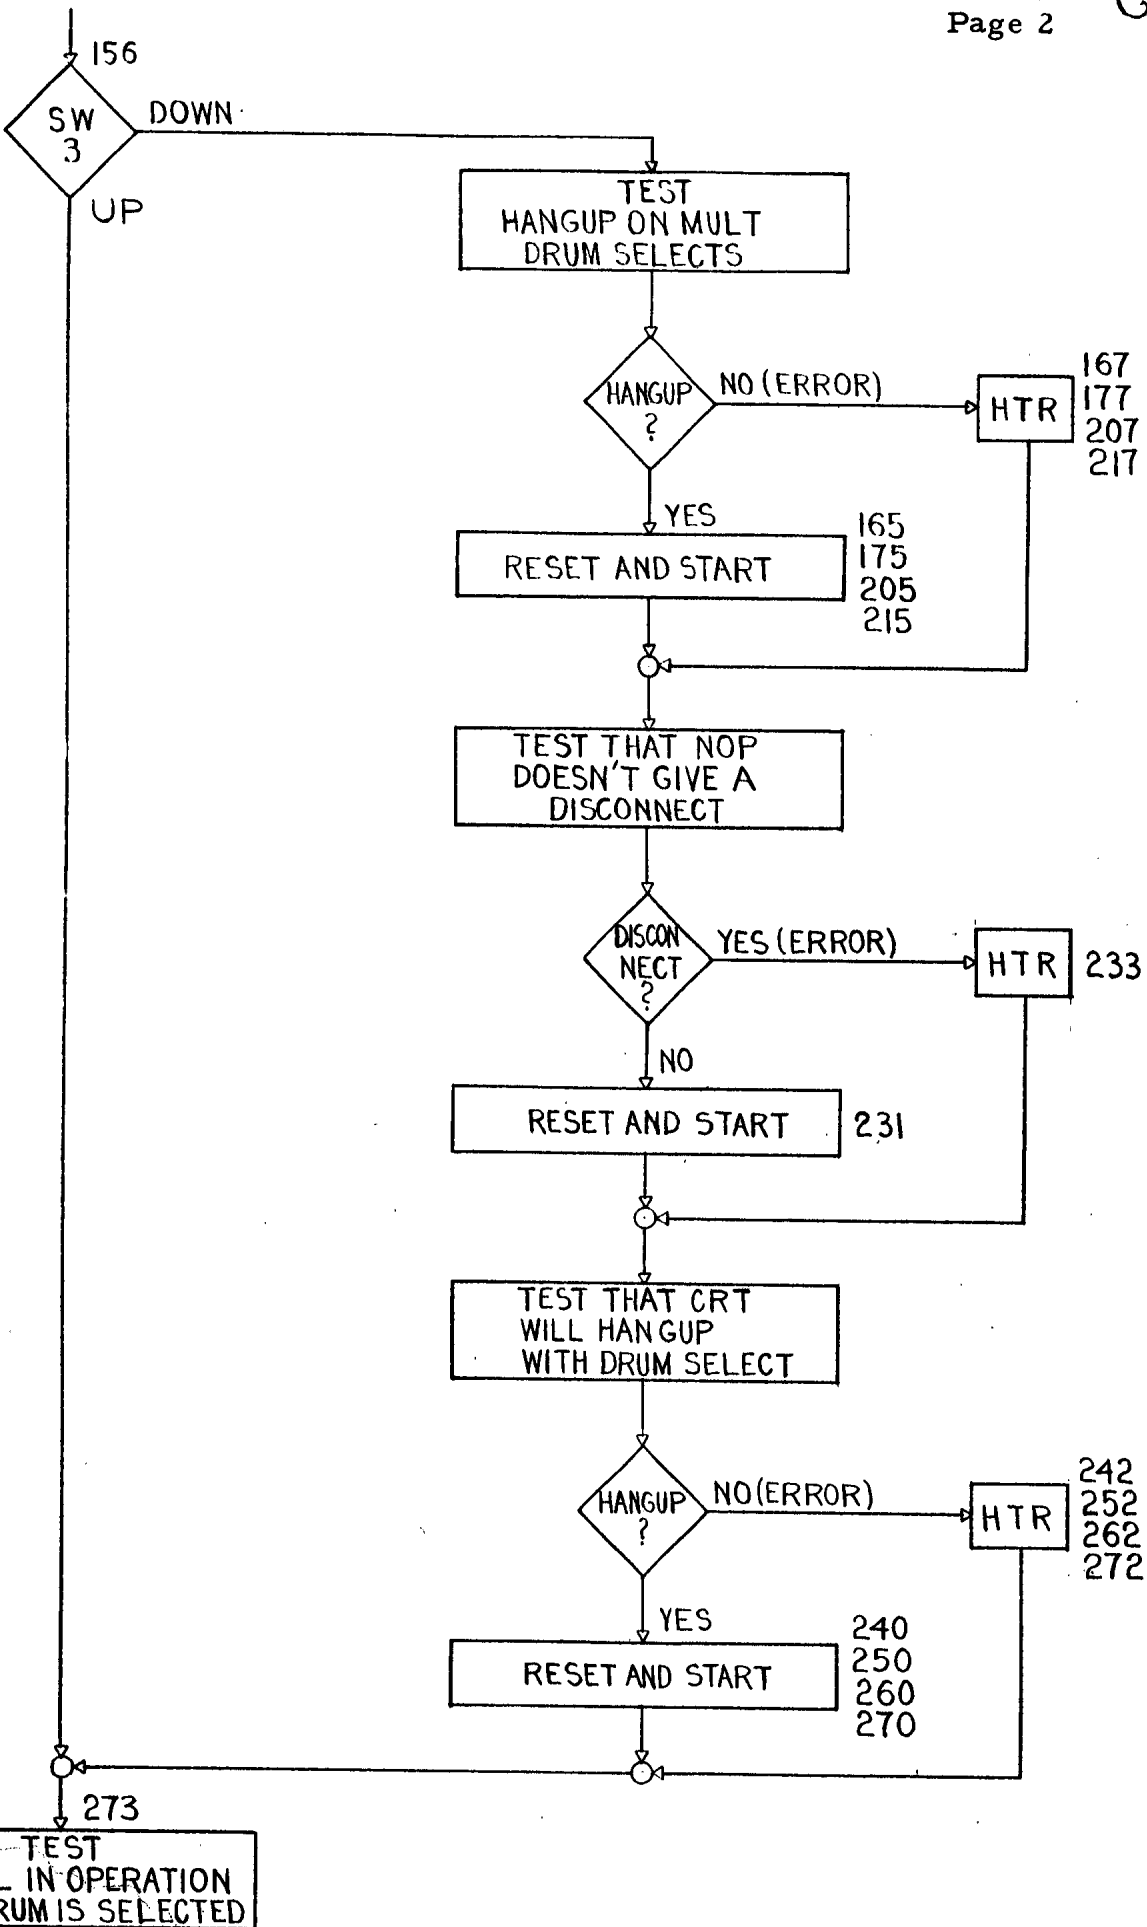 Page 2
156
SW
3
DOWN
UP
TEST
HANGUP ON MULT
DRUM SELECTS
HANGUP
?
NO (ERROR)
HTR
167
177
207
217
YES
RESET AND START
165
175
205
215
TEST THAT NOP
DOESN'T GIVE A
DISCONNECT
DISCON
NECT
?
YES (ERROR)
HTR
233
NO
RESET AND START
231
TEST THAT CRT
WILL HANGUP
WITH DRUM SELECT
HANGUP
?
NO (ERROR)
HTR
242
252
262
272
YES
RESET AND START
240
250
260
270
273
TEST
IN OPERATION
IS SELECTED